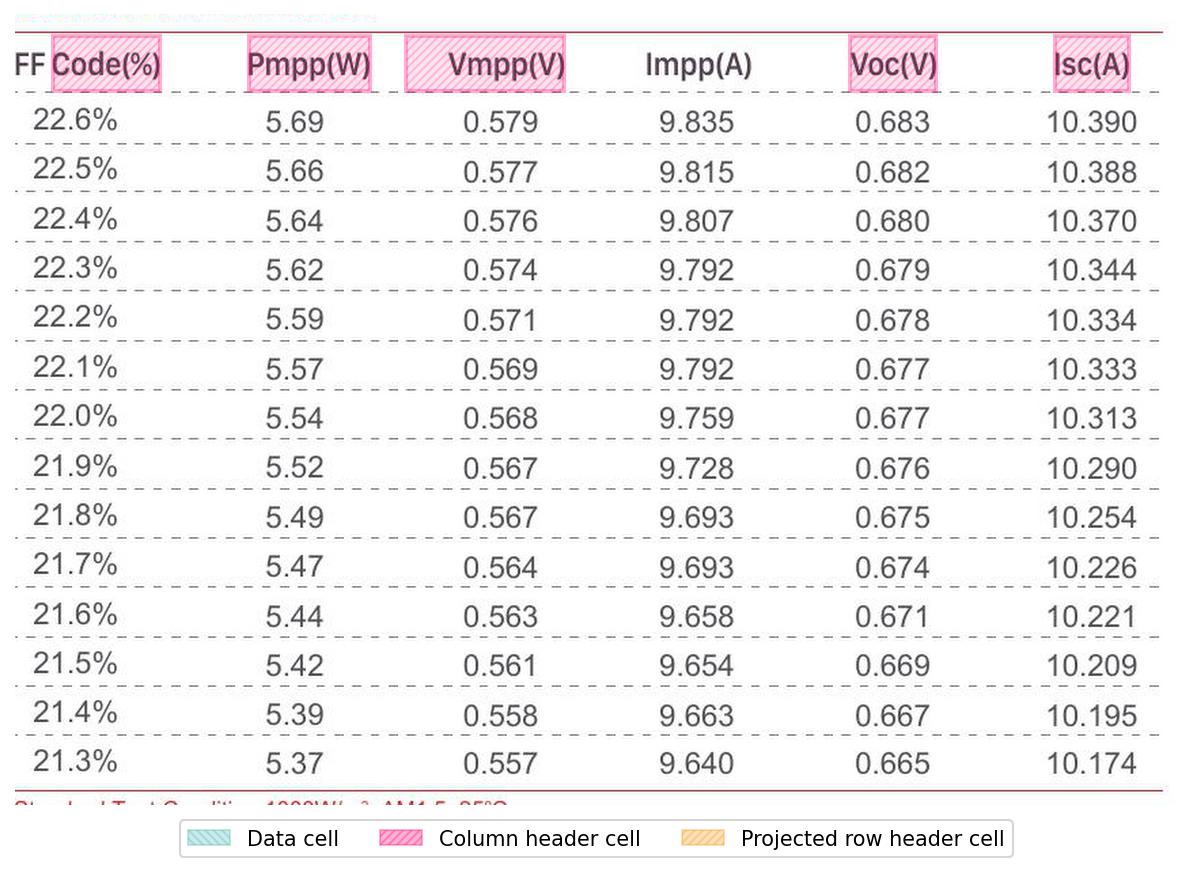 FF Code(%) Pmpp(W) Vmpp(V) Impp(A) Voc(V) Isc(A)
22.6% 5.69 0.579 9.835 0.683 10.390
22.5% 5.66 0.577 9.815 0.682 10.388
22.4% 5.64 0.576 9.807 0.680 10.370
22.3% 5.62 0.574 9.792 0.679 10.344
22.2% 5.59 0.571 9.792 0.678 10.334
22.1% 5.57 0.569 9.792 0.677 10.333
22.0% 5.54 0.568 9.759 0.677 10.313
21.9% 5.52 0.567 9.728 0.676 10.290
21.8% 5.49 0.567 9.693 0.675 10.254
21.7% 5.47 0.564 9.693 0.674 10.226
21.6% 5.44 0.563 9.658 0.671 10.221
21.5% 5.42 0.561 9.654 0.669 10.209
21.4% 5.39 0.558 9.663 0.667 10.195
21.3% 5.37 0.557 9.640 0.665 10.174
Data cell Column header cell Projected row header cell